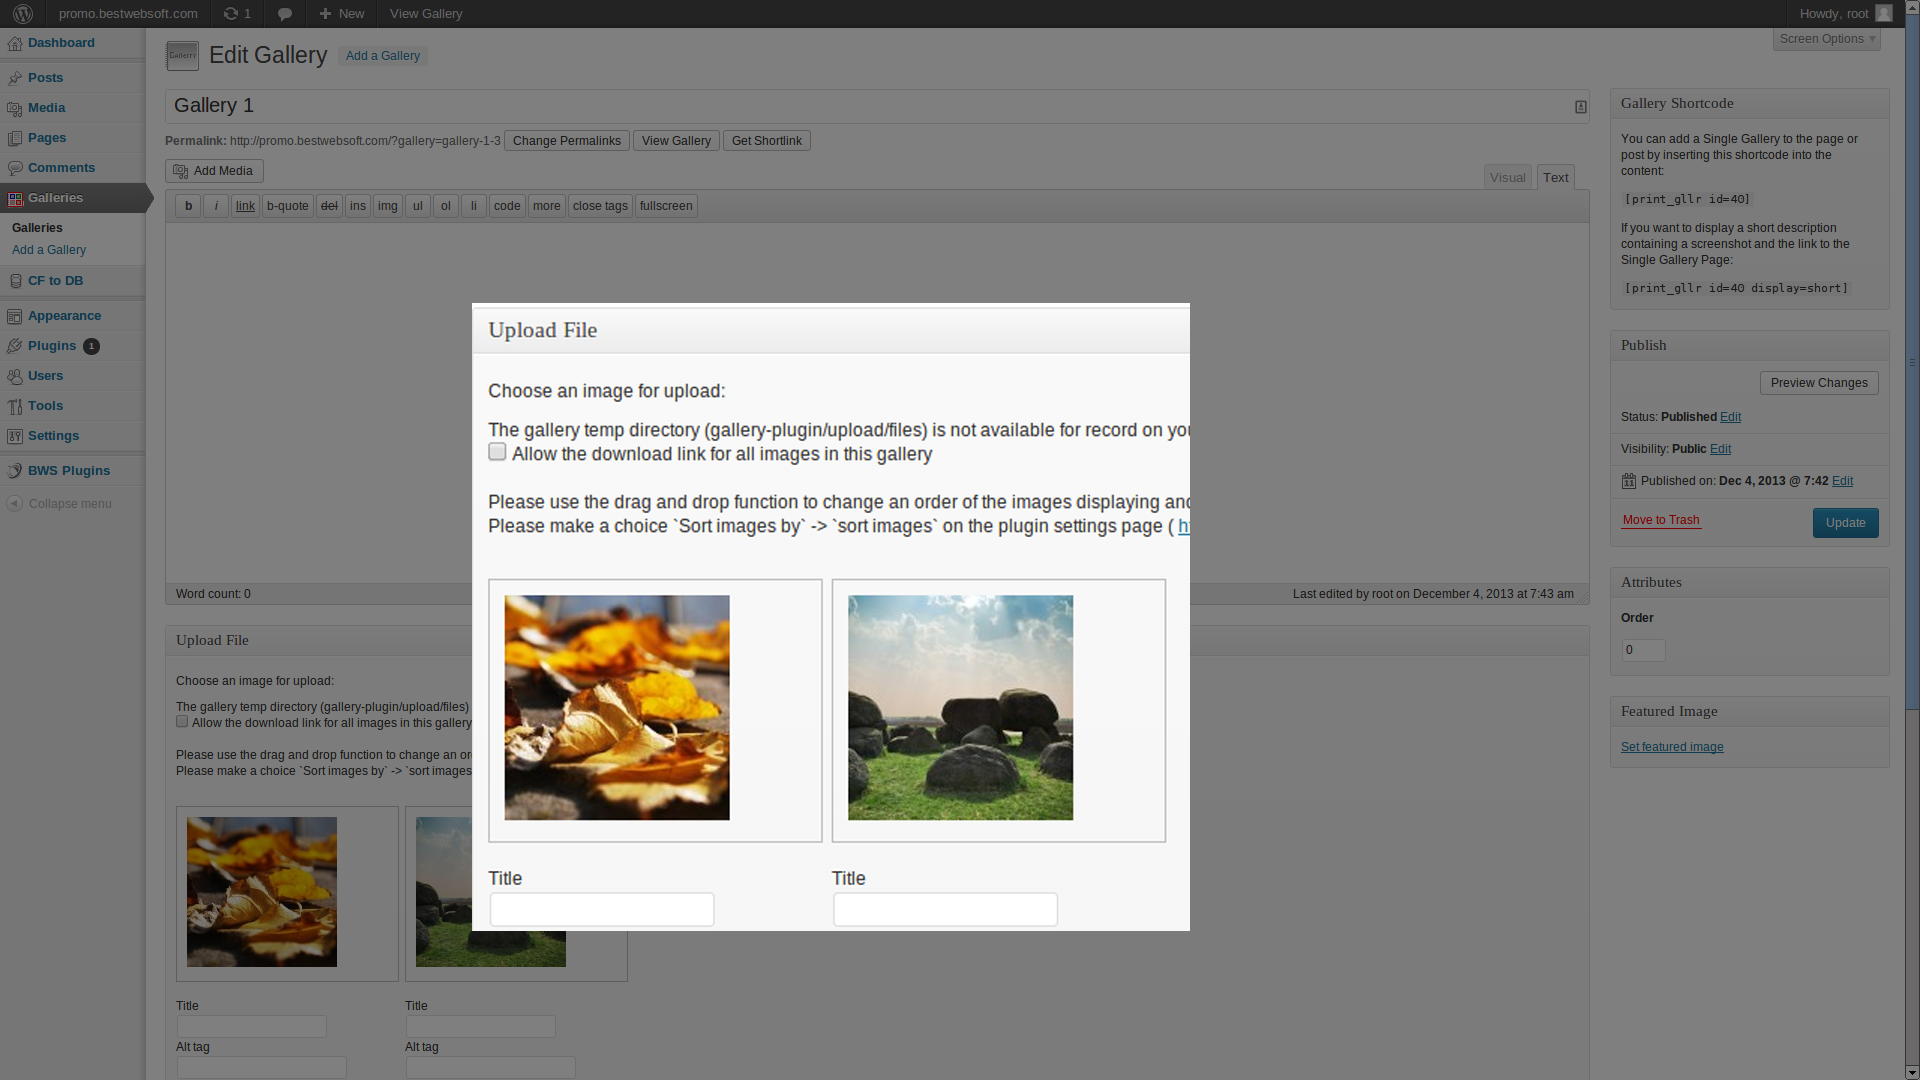 promo.bestwebsoft.com 1 New View Gallery Howdy, root
Dashboard
Posts
Media
Pages
Comments
Galleries
Galleries
Add a Gallery
CF to DB
Appearance
Plugins 1
Users
Tools
Settings
BWS Plugins
Collapse menu
Screen Options
Gallery Edit Gallery Add a Gallery
Gallery 1
Permalink: http://promo.bestwebsoft.com/?gallery=gallery-1-3 Change Permalinks View Gallery Get Shortlink
Add Media
Visual Text
b i link b-quote del ins img ul ol li code more close tags fullscreen
Word count: 0 Last edited by root on December 4, 2013 at 7:43 am
Upload File
Choose an image for upload:
The gallery temp directory (gallery-plugin/upload/files)
Allow the download link for all images in this gallery
Please use the drag and drop function to change an or
Please make a choice `Sort images by` -> `sort images
Title Title
Alt tag Alt tag
Upload File
Choose an image for upload:
The gallery temp directory (gallery-plugin/upload/files) is not available for record on you
Allow the download link for all images in this gallery
Please use the drag and drop function to change an order of the images displaying and
Please make a choice `Sort images by` -> `sort images` on the plugin settings page (
Title Title
Gallery Shortcode
You can add a Single Gallery to the page or
post by inserting this shortcode into the
content:
[print_gllr id=40]
If you want to display a short description
containing a screenshot and the link to the
Single Gallery Page:
[print_gllr id=40 display=short]
Publish
Preview Changes
Status: Published Edit
Visibility: Public Edit
11 Published on: Dec 4, 2013 @ 7:42 Edit
Move to Trash Update
Attributes
Order
0
Featured Image
Set featured image